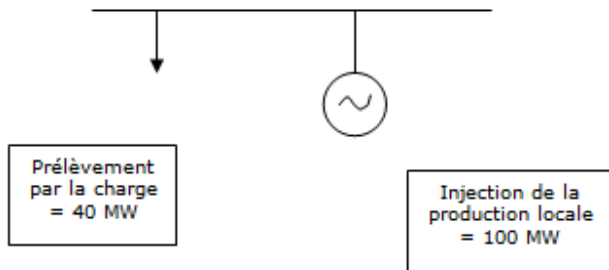 Prélèvement
par la charge
= 40 MW
Injection de la
production locale
= 100 MW